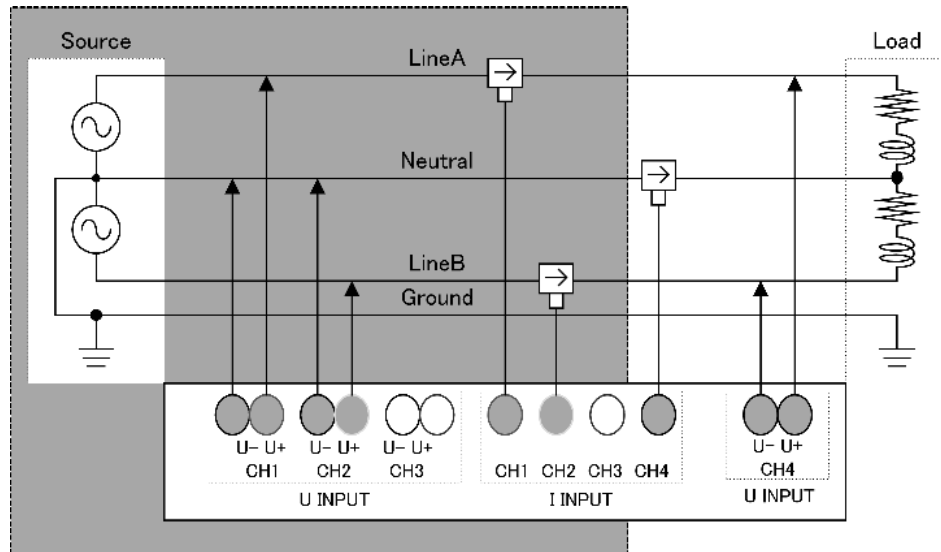 Source
LineA
Load
Neutral
LineB
Ground
U- U+ U- U+ U- U+
CH1 CH2 CH3
U INPUT
CH1 CH2 CH3 CH4
I INPUT
U- U+
CH4
U INPUT